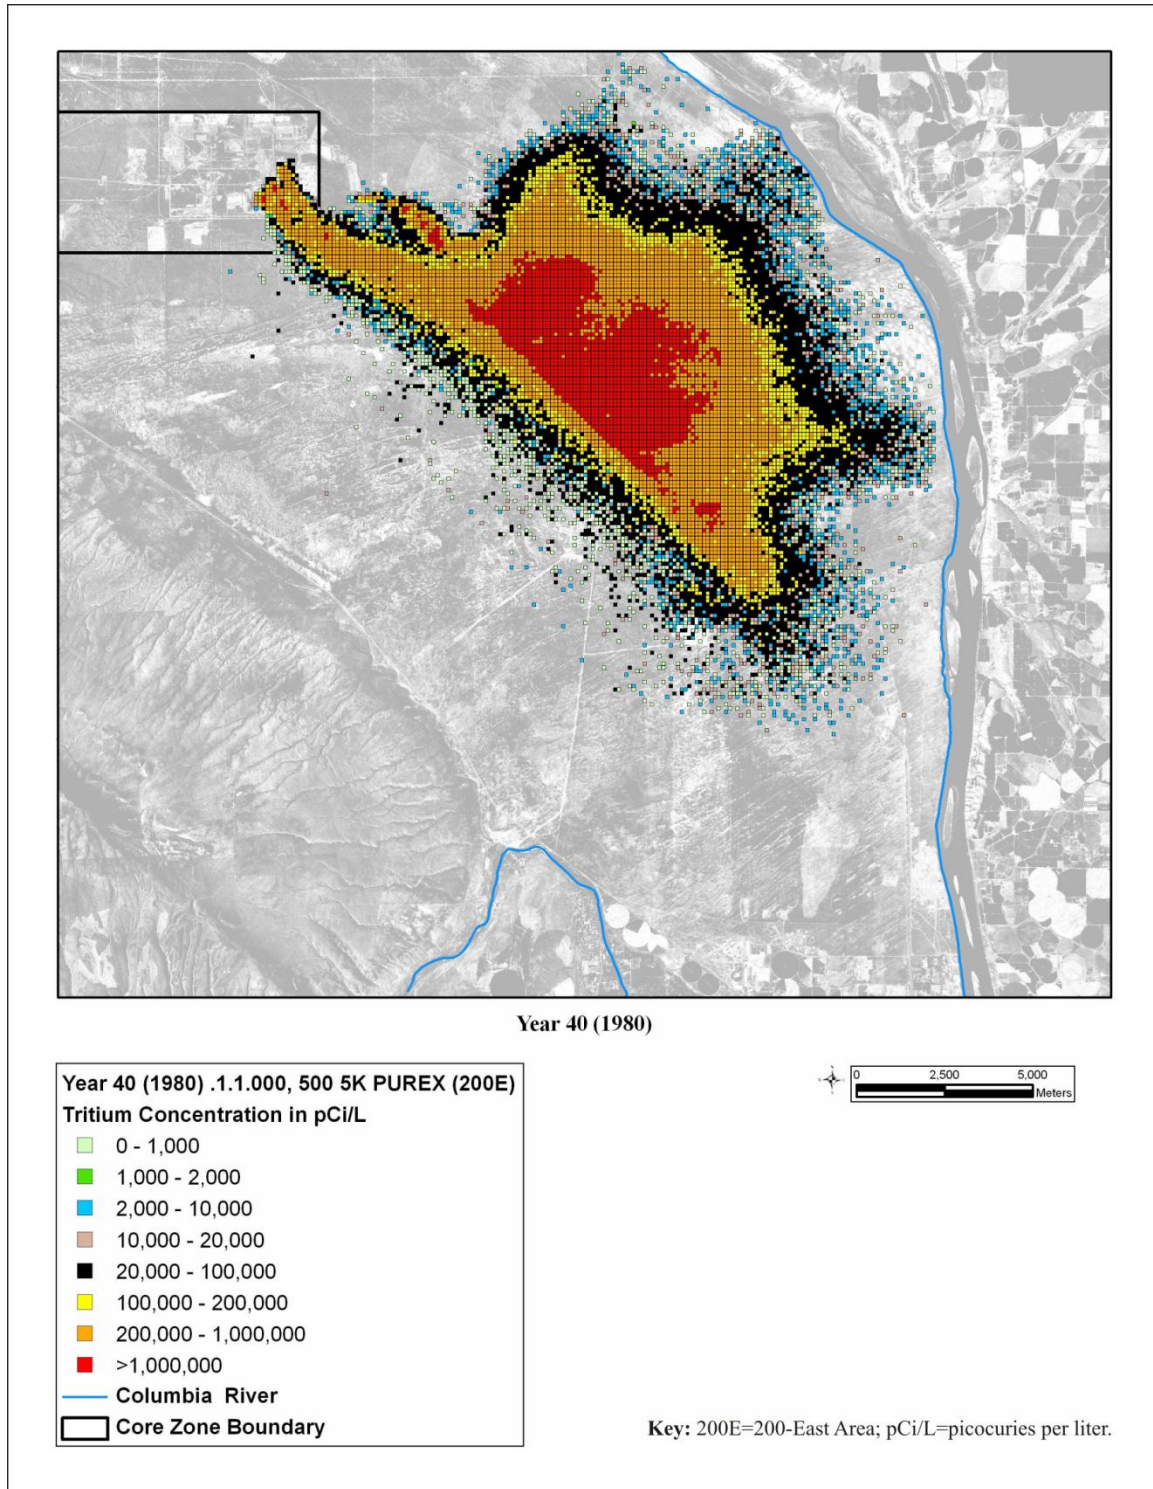 Year 40 (1980)
Year 40 (1980) .1.1.000, 500 5K PUREX (200E)
Tritium Concentration in pCi/L
0 - 1,000
1,000 - 2,000
2,000 - 10,000
10,000 - 20,000
20,000 - 100,000
100,000 - 200,000
200,000 - 1,000,000
>1,000,000
Columbia River
Core Zone Boundary
0 2,500 5,000
Meters
Key: 200E=200-East Area; pCi/L=picocuries per liter.